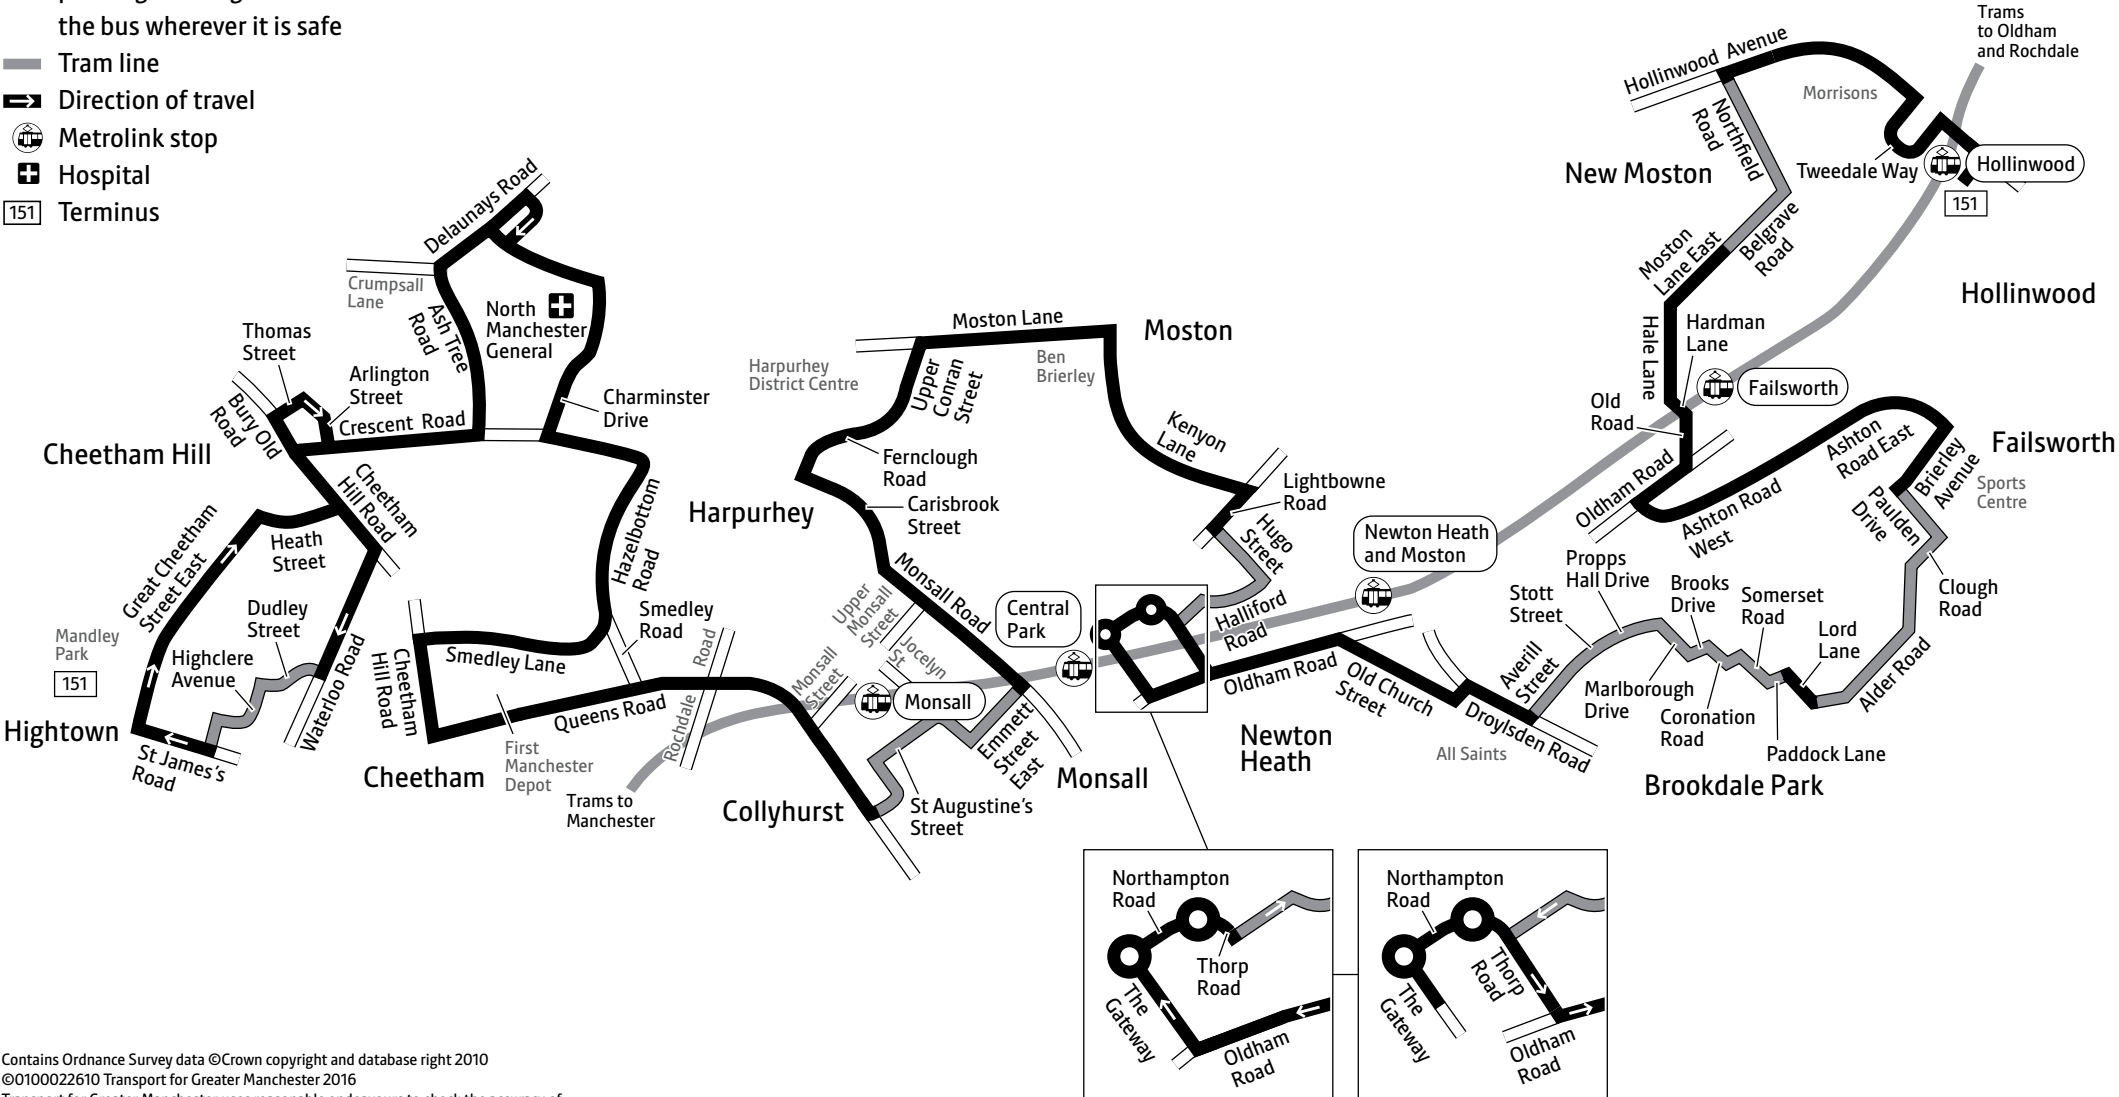 the bus wherever it is safe
Tram line
Direction of travel
Metrolink stop
Hospital
151 Terminus
Delaunays Road
Crumpsall
Lane
Ash Tree
Road
North
Manchester
General
Thomas
Street
Arlington
Street
Bury Old
Road
Crescent Road
Charminster
Drive
Cheetham Hill
Cheetham
Hill Road
Great Cheetham
Street East
Heath
Street
Dudley
Street
Highclere
Avenue
Mandley
Park
151
Hightown
St James's
Road
Waterloo Road
Hazelbottom
Road
Smedley
Road
Smedley Lane
Cheetham
Hill Road
Queens Road
First
Manchester
Depot
Cheetham
Trams to
Manchester
Rochdale Road
Collyhurst
Monsall
Street
Upper
Monsall
Street
Jocelyn
St
Monsall
St Augustine's
Street
Emmett
Street
East
Monsall
Monsall Road
Harpurhey
Harpurhey
District Centre
Fernclough
Road
Carisbrook
Street
Upper
Conran
Street
Moston Lane
Ben
Brierley
Moston
Kenyon
Lane
Lightbowne
Road
Hugo
Street
Central
Park
Halliford
Road
Newton Heath
and Moston
Oldham Road
Old Church
Street
Newton
Heath
Droylsden Road
All Saints
Averill
Street
Stott
Street
Propps
Hall Drive
Brooks
Drive
Marlborough
Drive
Coronation
Road
Somerset
Road
Paddock Lane
Lord
Lane
Brookdale Park
Alder Road
Clough
Road
Paulden
Drive
Brierley
Avenue
Sports
Centre
Failsworth
Ashton
Road East
Ashton Road
West
Oldham Road
Old
Road
Hardman
Lane
Failsworth
Hale Lane
Moston
Lane East
Belgrave
Road
New Moston
Northfield
Road
Hollinwood Avenue
Morrisons
Tweedale Way
Hollinwood
151
Hollinwood
Trams
to Oldham
and Rochdale
Northampton
Road
Thorp
Road
The
Gateway
Oldham
Road
Northampton
Road
Thorp
Road
The
Gateway
Oldham
Road
Contains Ordnance Survey data ©Crown copyright and database right 2010
©0100022610 Transport for Greater Manchester 2016